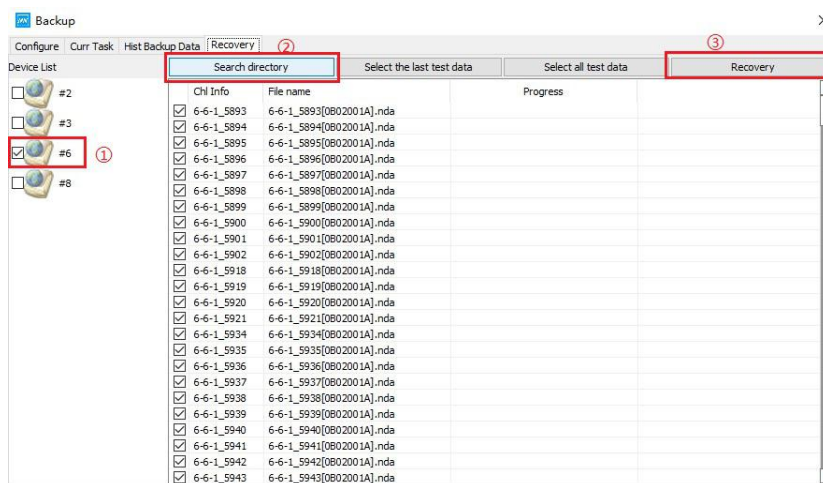 Backup
Configure Curr Task Hist Backup Data Recovery ② ③
Device List Search directory Select the last test data Select all test data Recovery
#2
#3
#6 ①
#8
Chl Info File name Progress
6-6-1_5893 6-6-1_5893[0B02001A].nda
6-6-1_5894 6-6-1_5894[0B02001A].nda
6-6-1_5895 6-6-1_5895[0B02001A].nda
6-6-1_5896 6-6-1_5896[0B02001A].nda
6-6-1_5897 6-6-1_5897[0B02001A].nda
6-6-1_5898 6-6-1_5898[0B02001A].nda
6-6-1_5899 6-6-1_5899[0B02001A].nda
6-6-1_5900 6-6-1_5900[0B02001A].nda
6-6-1_5901 6-6-1_5901[0B02001A].nda
6-6-1_5902 6-6-1_5902[0B02001A].nda
6-6-1_5918 6-6-1_5918[0B02001A].nda
6-6-1_5919 6-6-1_5919[0B02001A].nda
6-6-1_5920 6-6-1_5920[0B02001A].nda
6-6-1_5921 6-6-1_5921[0B02001A].nda
6-6-1_5934 6-6-1_5934[0B02001A].nda
6-6-1_5935 6-6-1_5935[0B02001A].nda
6-6-1_5936 6-6-1_5936[0B02001A].nda
6-6-1_5937 6-6-1_5937[0B02001A].nda
6-6-1_5938 6-6-1_5938[0B02001A].nda
6-6-1_5939 6-6-1_5939[0B02001A].nda
6-6-1_5940 6-6-1_5940[0B02001A].nda
6-6-1_5941 6-6-1_5941[0B02001A].nda
6-6-1_5942 6-6-1_5942[0B02001A].nda
6-6-1_5943 6-6-1_5943[0B02001A].nda